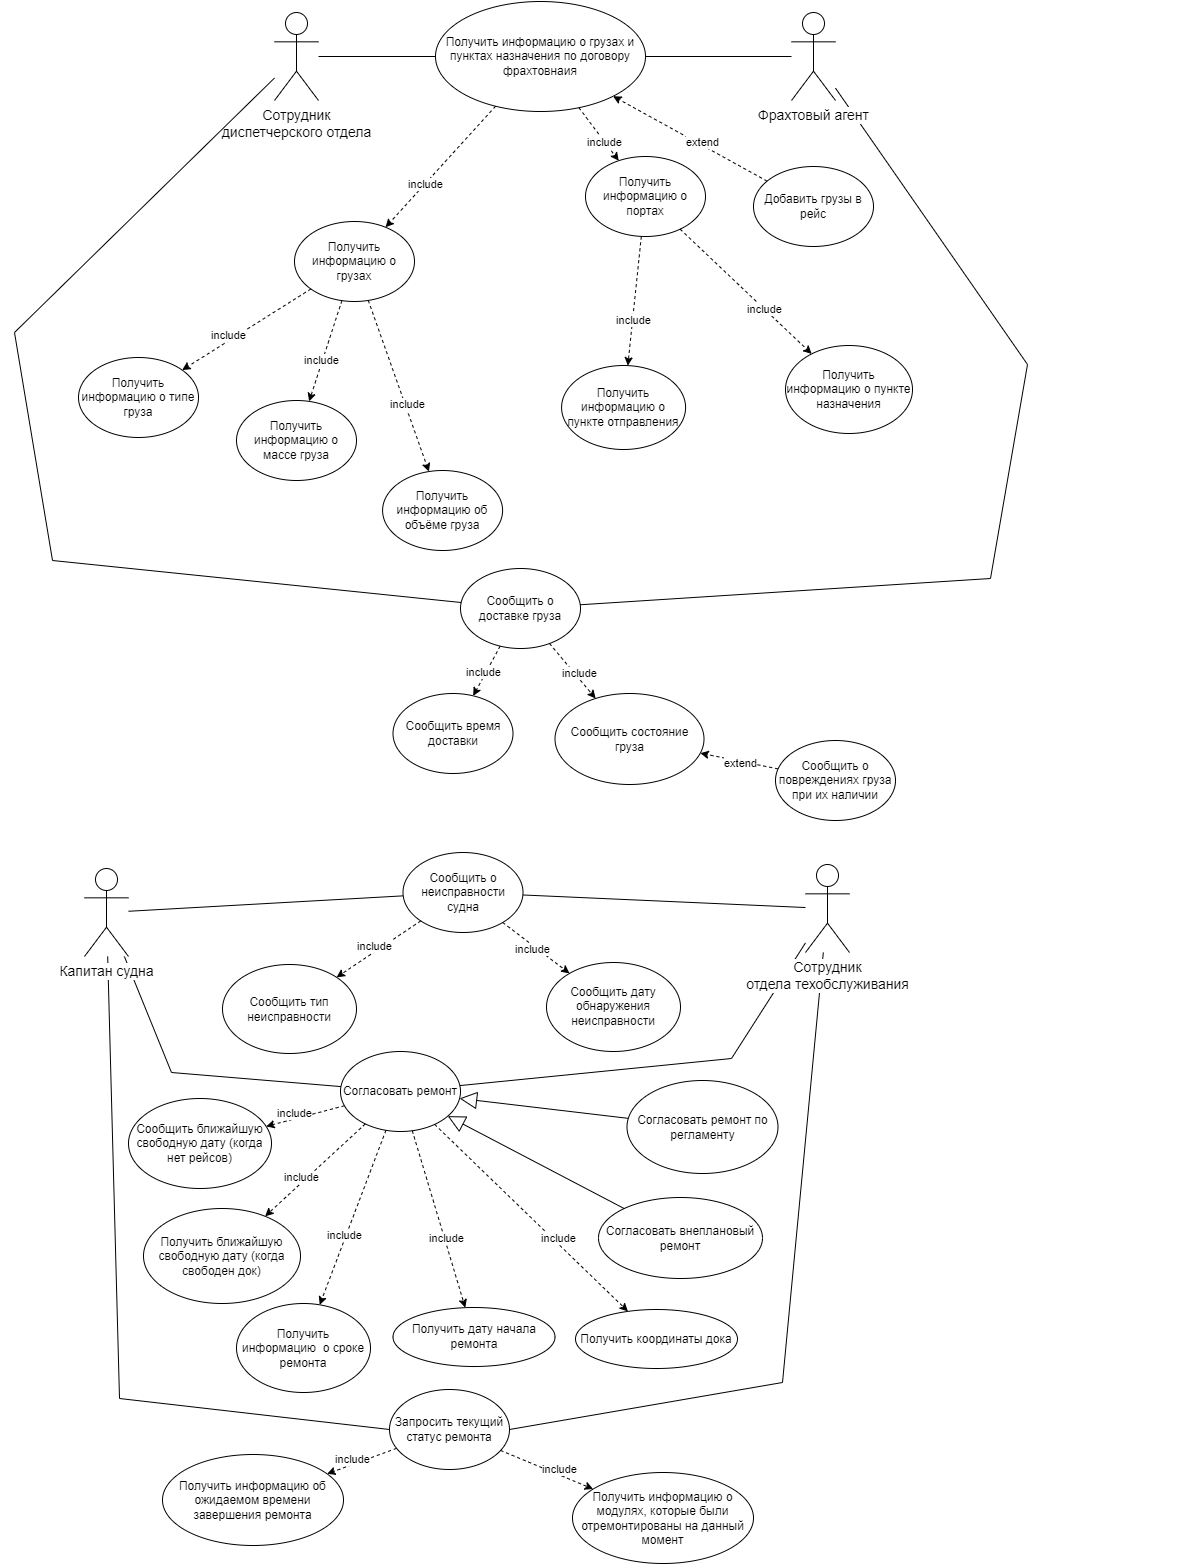 Получить информацию о грузах и
пунктах назначения по договору
фрахтовнаия
Сотрудник
диспетчерского отдела
Фрахтовый агент
include
extend
include
Получить
информацию о
портах
Добавить грузы в
рейс
Получить
информацию о
грузах
include
include
include
include
include
Получить
информацию о типе
груза
Получить
информацию о
массе груза
Получить
информацию об
объёме груза
Получить
информацию о
пункте отправления
Получить
информацию о пункте
назначения
Сообщить о
доставке груза
include
include
Сообщить время
доставки
Сообщить состояние
груза
extend
Сообщить о
повреждениях груза
при их наличии
Сообщить о
неисправности
судна
Капитан судна
Сотрудник
отдела техобслуживания
include
include
Сообщить тип
неисправности
Сообщить дату
обнаружения
неисправности
Согласовать ремонт
include
Сообщить ближайшую
свободную дату (когда
нет рейсов)
Согласовать ремонт по
регламенту
include
Получить ближайшую
свободную дату (когда
свободен док)
include
include
include
Согласовать внеплановый
ремонт
Получить
информацию  о сроке
ремонта
Получить дату начала
ремонта
Получить координаты дока
Запросить текущий
статус ремонта
include
include
Получить информацию об
ожидаемом времени
завершения ремонта
Получить информацию о
модулях, которые были
отремонтированы на данный
момент